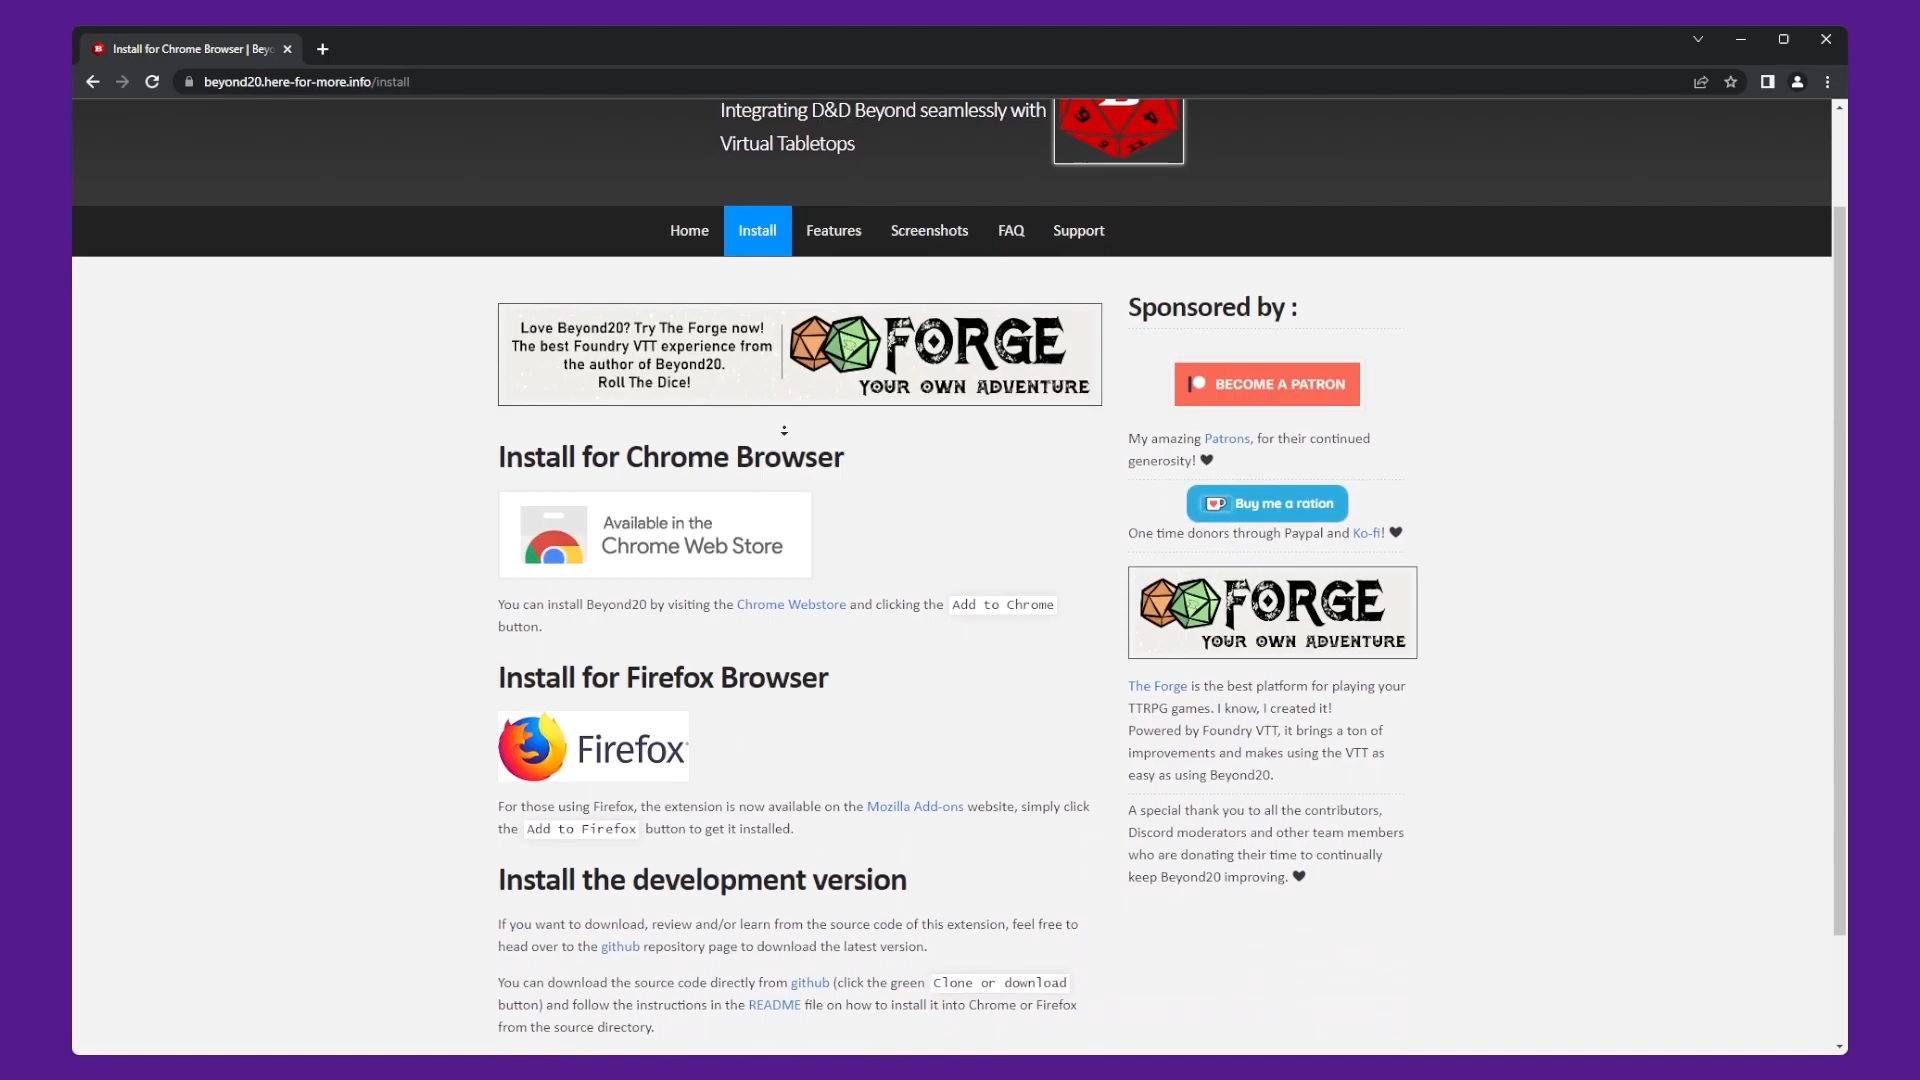 Install for Chrome Browser | Beyo
beyond20.here-for-more.info/install
Integrating D&D Beyond seamlessly with
Virtual Tabletops
Home Install Features Screenshots FAQ Support
Love Beyond20? Try The Forge now!
The best Foundry VTT experience from
the author of Beyond20.
Roll The Dice!
FORGE
YOUR OWN ADVENTURE
Install for Chrome Browser
Available in the
Chrome Web Store
You can install Beyond20 by visiting the Chrome Webstore and clicking the Add to Chrome
button.
Install for Firefox Browser
Firefox
For those using Firefox, the extension is now available on the Mozilla Add-ons website, simply click
the Add to Firefox button to get it installed.
Install the development version
If you want to download, review and/or learn from the source code of this extension, feel free to
head over to the github repository page to download the latest version.
You can download the source code directly from github (click the green Clone or download
button) and follow the instructions in the README file on how to install it into Chrome or Firefox
from the source directory.
Sponsored by :
BECOME A PATRON
My amazing Patrons, for their continued
generosity! ♥
Buy me a ration
One time donors through Paypal and Ko-fi! ♥
FORGE
YOUR OWN ADVENTURE
The Forge is the best platform for playing your
TTRPG games. I know, I created it!
Powered by Foundry VTT, it brings a ton of
improvements and makes using the VTT as
easy as using Beyond20.
A special thank you to all the contributors,
Discord moderators and other team members
who are donating their time to continually
keep Beyond20 improving. ♥